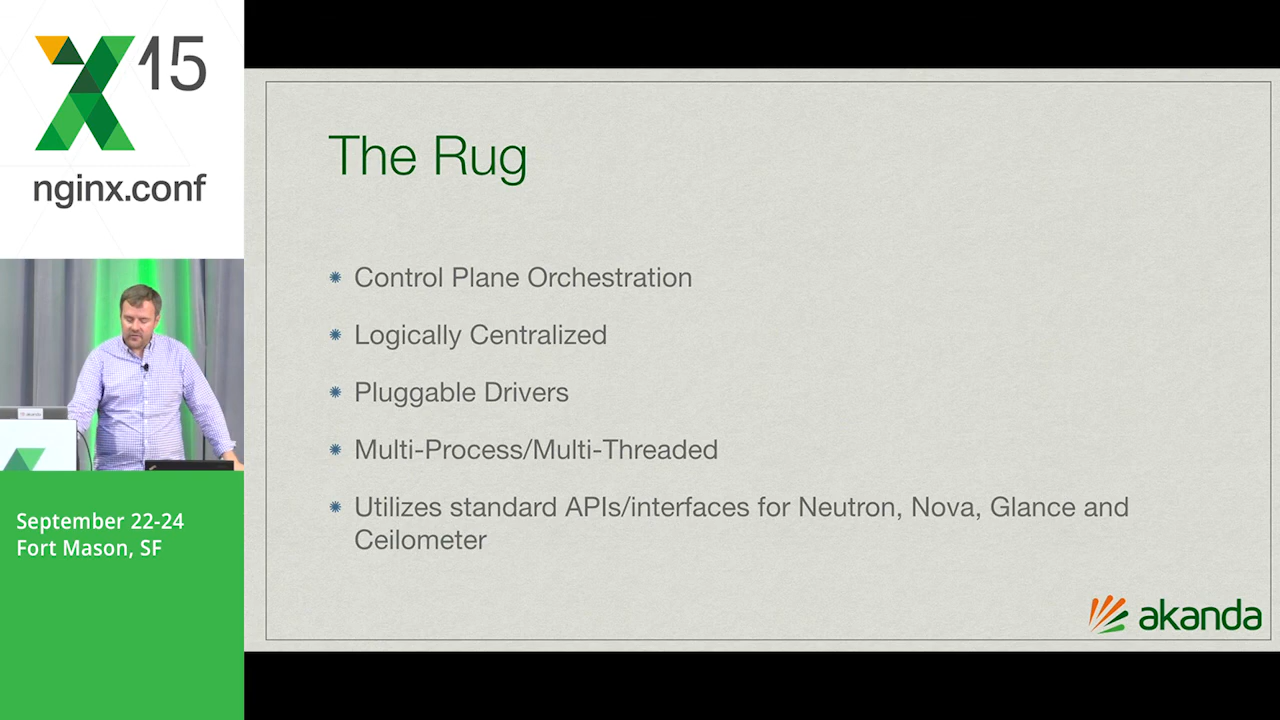 15
nginx.conf
September 22-24
Fort Mason, SF
The Rug
Control Plane Orchestration
Logically Centralized
Pluggable Drivers
Multi-Process/Multi-Threaded
Utilizes standard APIs/interfaces for Neutron, Nova, Glance and
Ceilometer
akanda